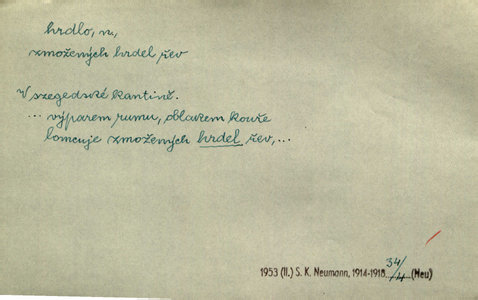 hrdlo, n,
zmožených hrdel řev
V szegedské kantině.
... výparem rumu, oblakem kouře
lomcuje zmožených hrdel řev,...
1953 (II.) S. K. Neumann, 1914-1918 34/4 (Neu)